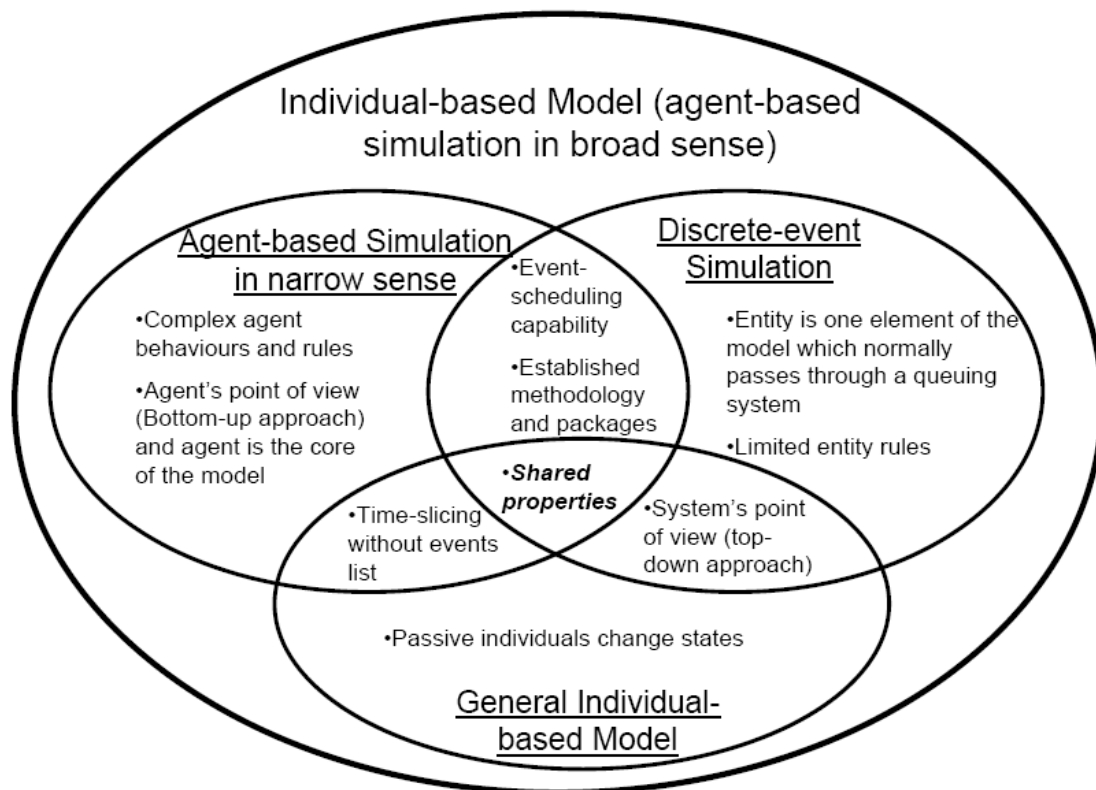 Individual-based Model (agent-based
simulation in broad sense)
Agent-based Simulation
in narrow sense
•Complex agent
behaviours and rules
•Agent's point of view
(Bottom-up approach)
and agent is the core
of the model
•Event-
scheduling
capability
•Established
methodology
and packages
Discrete-event
Simulation
•Entity is one element of the
model which normally
passes through a queuing
system
•Limited entity rules
•Shared
properties
•Time-slicing
without events
list
•System's point
of view (top-
down approach)
•Passive individuals change states
General Individual-
based Model